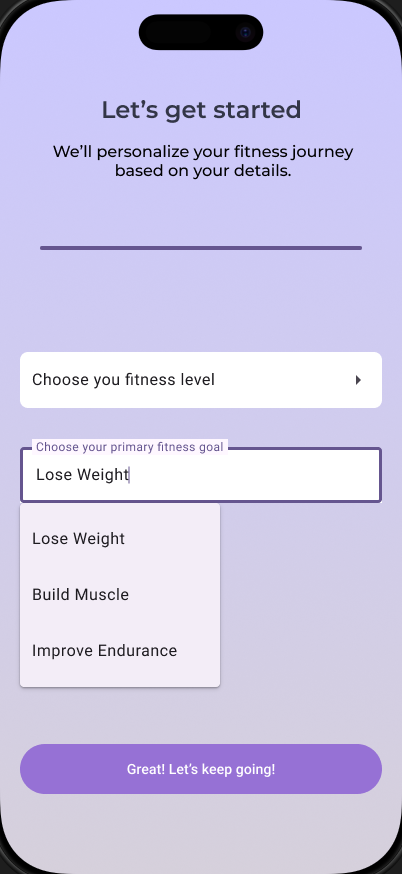 Let’s get started
We’ll personalize your fitness journey
based on your details.
Choose you fitness level
Choose your primary fitness goal
Lose Weight
Lose Weight
Build Muscle
Improve Endurance
Great! Let’s keep going!